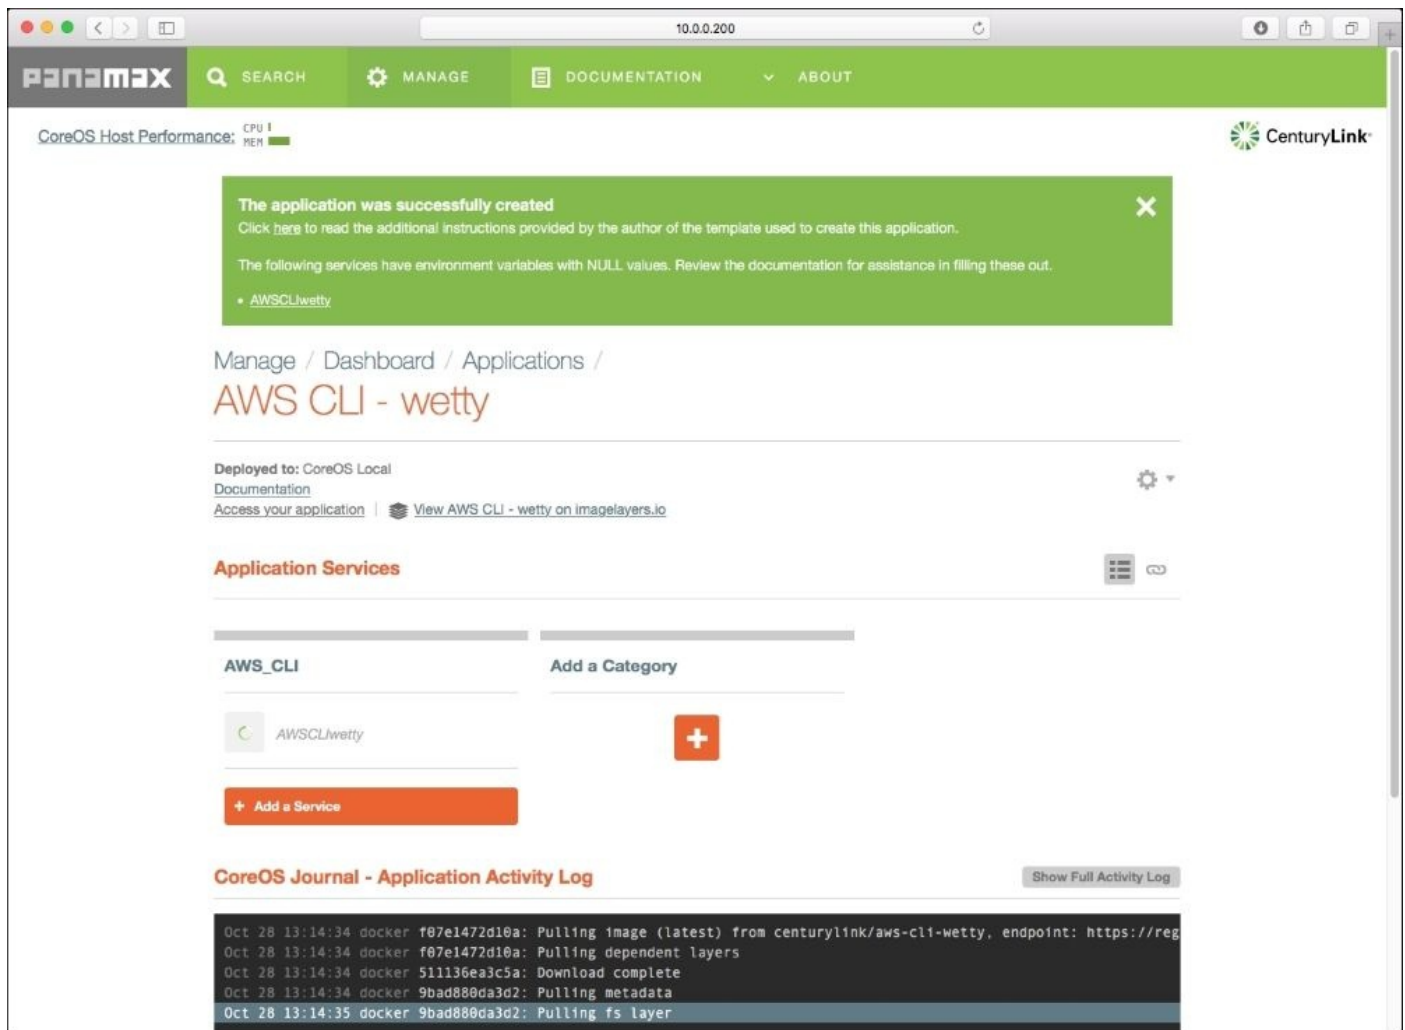 10.0.0.200
panamax SEARCH MANAGE DOCUMENTATION ABOUT
CoreOS Host Performance: CPU
MEM
CenturyLink
The application was successfully created
Click here to read the additional instructions provided by the author of the template used to create this application.
The following services have environment variables with NULL values. Review the documentation for assistance in filling these out.
• AWSCLIwetty
Manage / Dashboard / Applications /
AWS CLI - wetty
Deployed to: CoreOS Local
Documentation
Access your application | View AWS CLI - wetty on imagelayers.io
Application Services
AWS_CLI
Add a Category
AWSCLIwetty
+ Add a Service
CoreOS Journal - Application Activity Log
Show Full Activity Log
Oct 28 13:14:34 docker f07e1472d10a: Pulling image (latest) from centurylink/aws-cli-wetty, endpoint: https://reg
Oct 28 13:14:34 docker f07e1472d10a: Pulling dependent layers
Oct 28 13:14:34 docker 511136ea3c5a: Download complete
Oct 28 13:14:34 docker 9bad880da3d2: Pulling metadata
Oct 28 13:14:35 docker 9bad880da3d2: Pulling fs layer